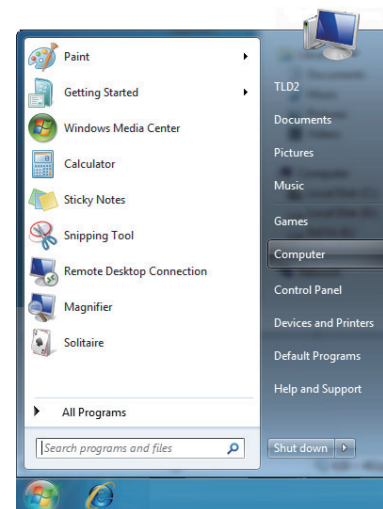 Paint
Getting Started
Windows Media Center
Calculator
Sticky Notes
Snipping Tool
Remote Desktop Connection
Magnifier
Solitaire
All Programs
Search programs and files
TLD2
Documents
Pictures
Music
Games
Computer
Control Panel
Devices and Printers
Default Programs
Help and Support
Shut down